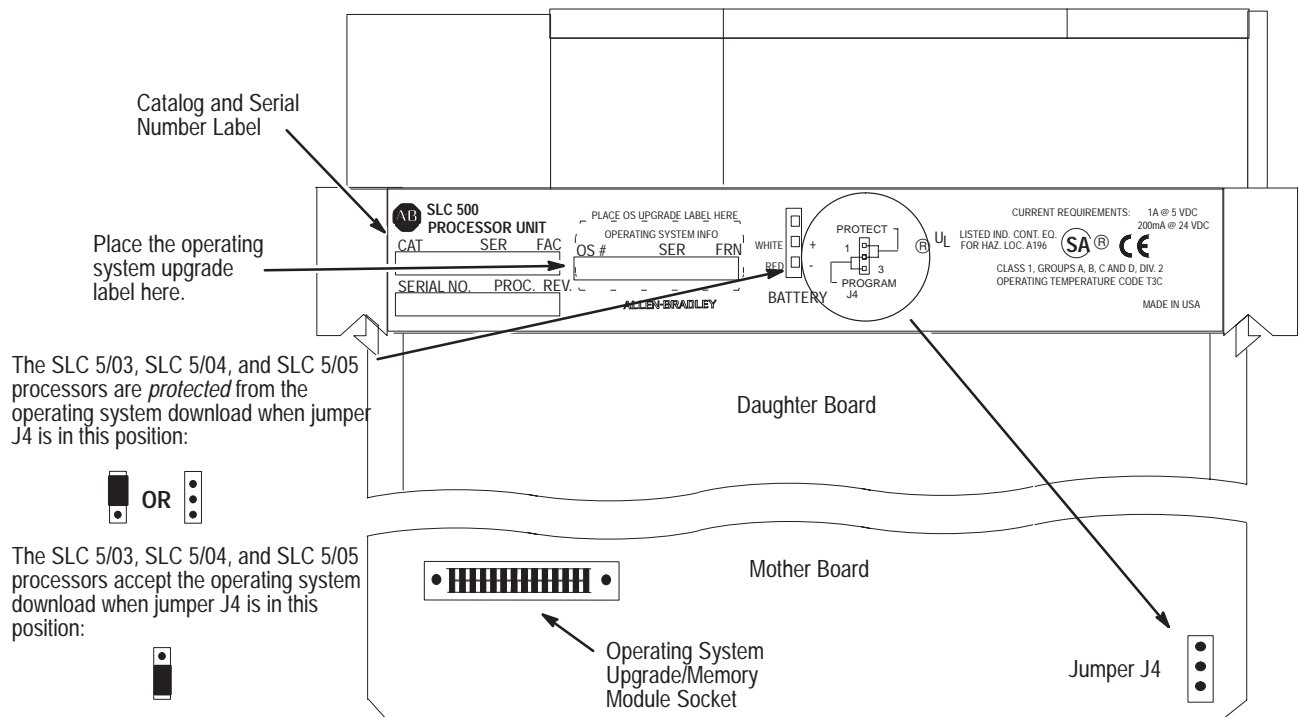 Catalog and Serial
Number Label
Place the operating
system upgrade
label here.
A-B
SLC 500
PROCESSOR UNIT
CAT SER FAC
SERIAL NO. PROC. REV.
PLACE OS UPGRADE LABEL HERE
OPERATING SYSTEM INFO
OS # SER FRN
ALLEN-BRADLEY
WHITE +
RED -
BATTERY
PROTECT
1
3
PROGRAM
J4
® UL
LISTED IND. CONT. EQ.
FOR HAZ. LOC. A196
SA ® CE
CURRENT REQUIREMENTS: 1A @ 5 VDC
200mA @ 24 VDC
CLASS 1, GROUPS A, B, C AND D, DIV. 2
OPERATING TEMPERATURE CODE T3C
MADE IN USA
The SLC 5/03, SLC 5/04, and SLC 5/05
processors are protected from the
operating system download when jumper
J4 is in this position:
OR
The SLC 5/03, SLC 5/04, and SLC 5/05
processors accept the operating system
download when jumper J4 is in this
position:
Daughter Board
Mother Board
Operating System
Upgrade/Memory
Module Socket
Jumper J4